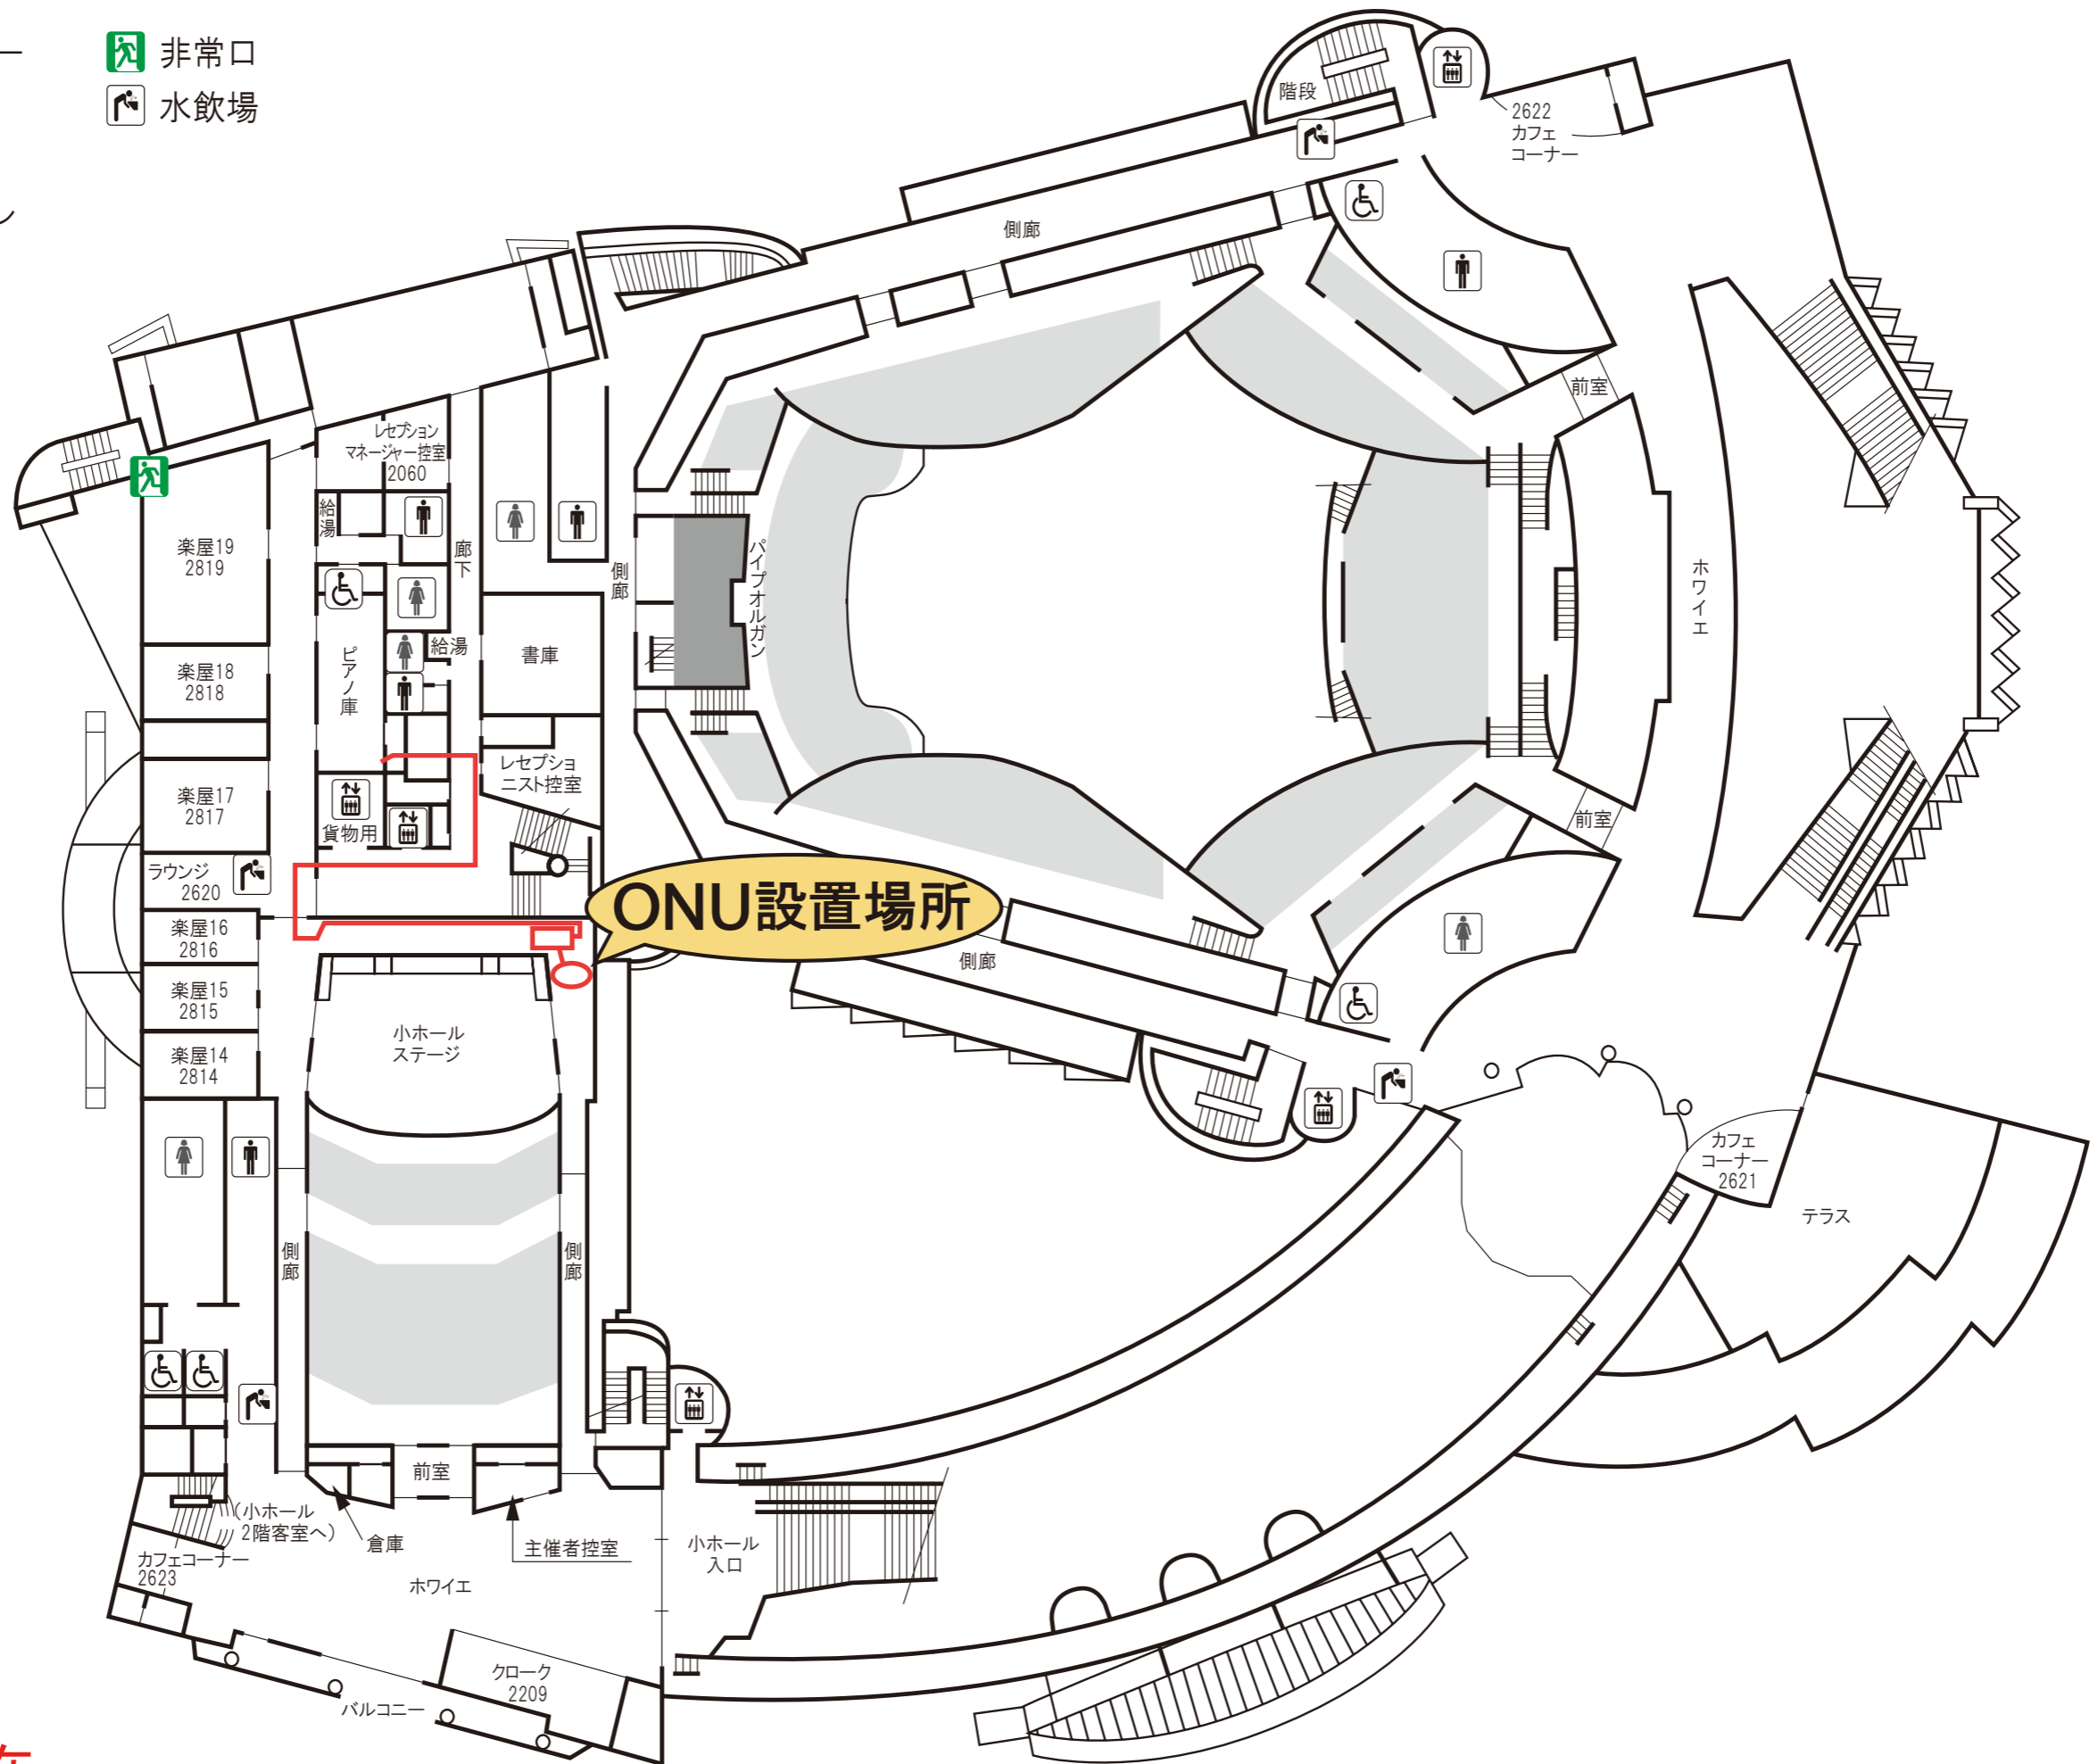 非常口
水飲場
階段
2622
カフェ
コーナー
側廊
前室
レセプション
マネージャー控室
2060
給
湯
廊
下
楽屋19
2819
側
廊
パイプオルガン
ホワイエ
ピアノ庫
給湯
書庫
楽屋18
2818
レセプショ
ニスト控室
楽屋17
2817
貨物用
前室
ラウンジ
2620
ONU設置場所
楽屋16
2816
側廊
楽屋15
2815
小ホール
ステージ
楽屋14
2814
カフェ
コーナー
2621
テラス
側
廊
側
廊
前室
(小ホール
2階客室へ)
倉庫
主催者控室
小ホール
入口
カフェコーナー
2623
ホワイエ
クローク
2209
バルコニー